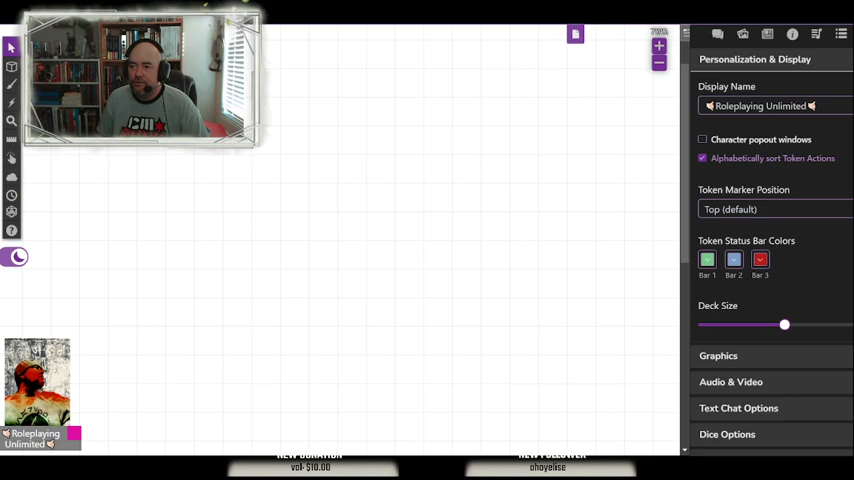 Personalization & Display
Display Name
🤙🏻Roleplaying Unlimited🤙🏻
Character popout windows
Alphabetically sort Token Actions
Token Marker Position
Top (default)
Token Status Bar Colors
Bar 1
Bar 2
Bar 3
Deck Size
Graphics
Audio & Video
Text Chat Options
Dice Options
🤙🏻Roleplaying
Unlimited🤙🏻
NEW DONATION
vol- $10.00
NEW FOLLOWER
ahoyelise